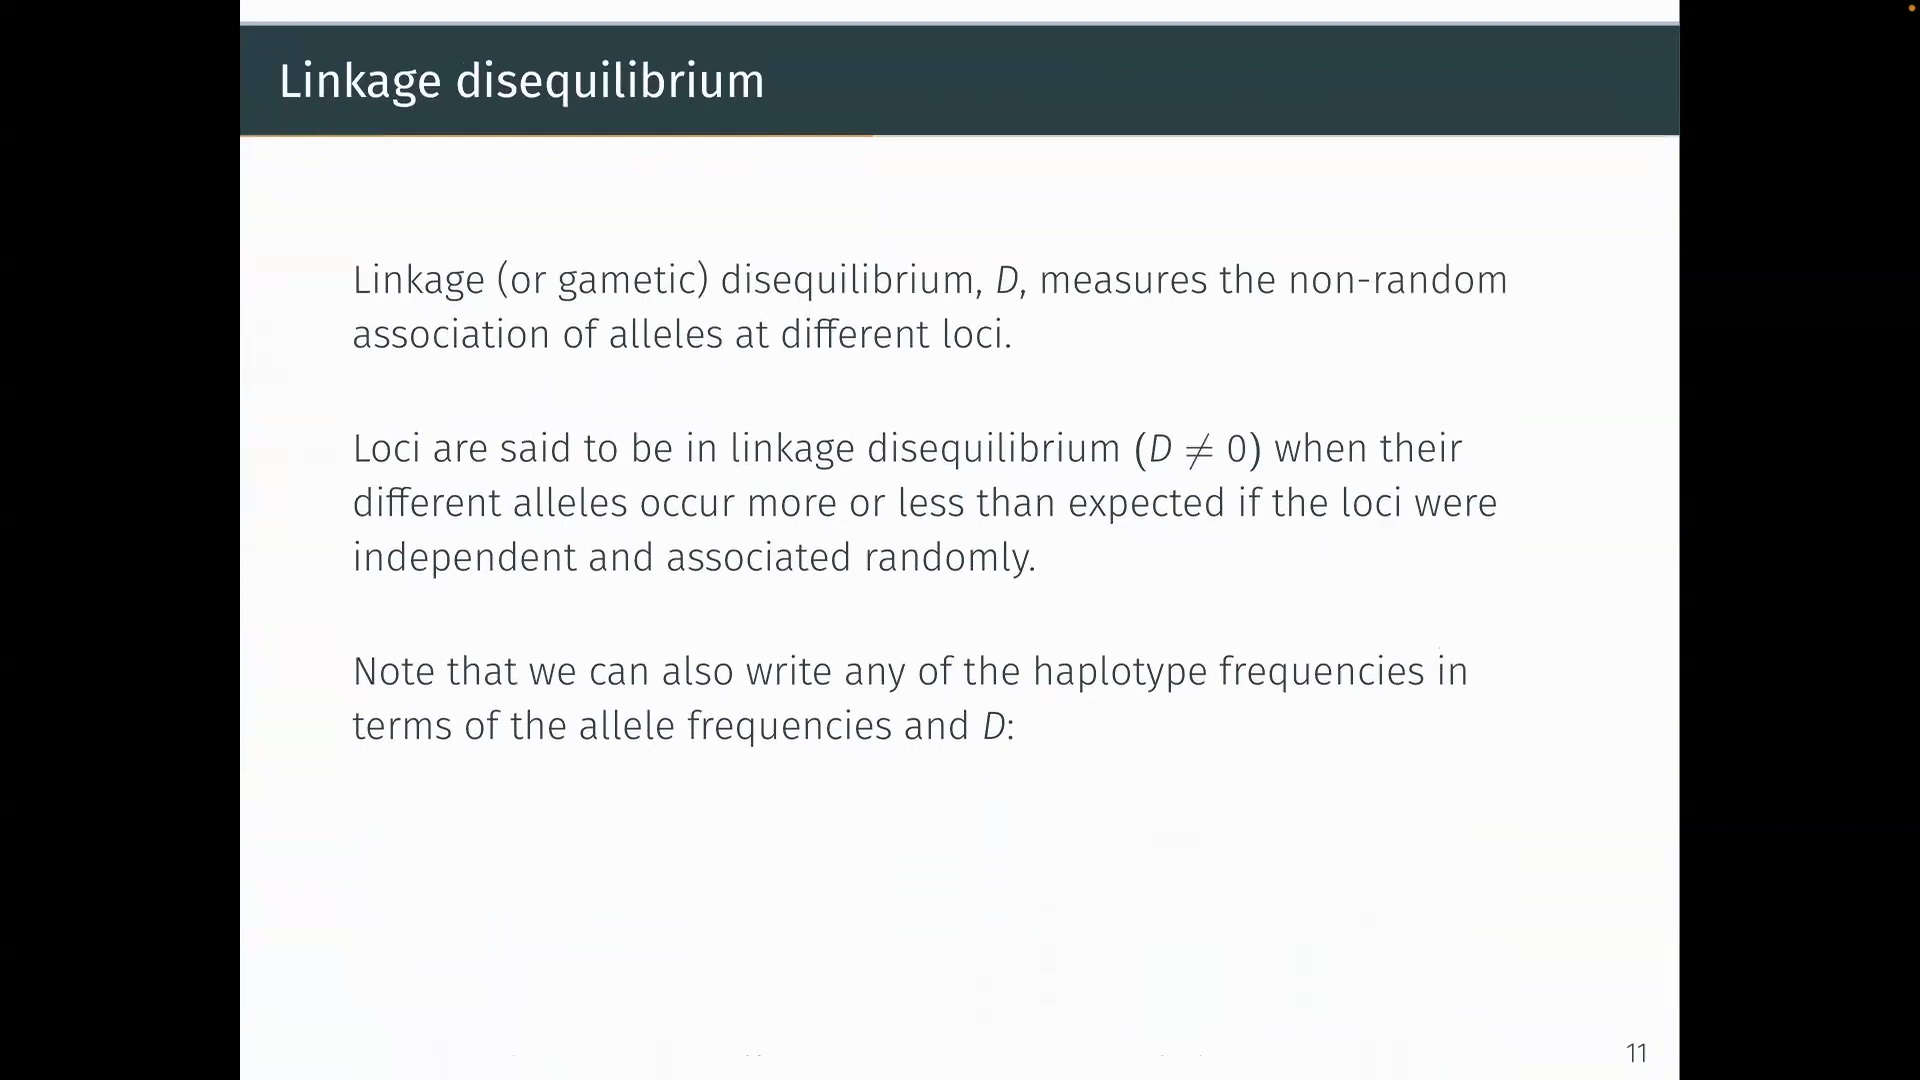 Linkage disequilibrium
Linkage (or gametic) disequilibrium, D, measures the non-random
association of alleles at different loci.
Loci are said to be in linkage disequilibrium (D ≠ 0) when their
different alleles occur more or less than expected if the loci were
independent and associated randomly.
Note that we can also write any of the haplotype frequencies in
terms of the allele frequencies and D:
11